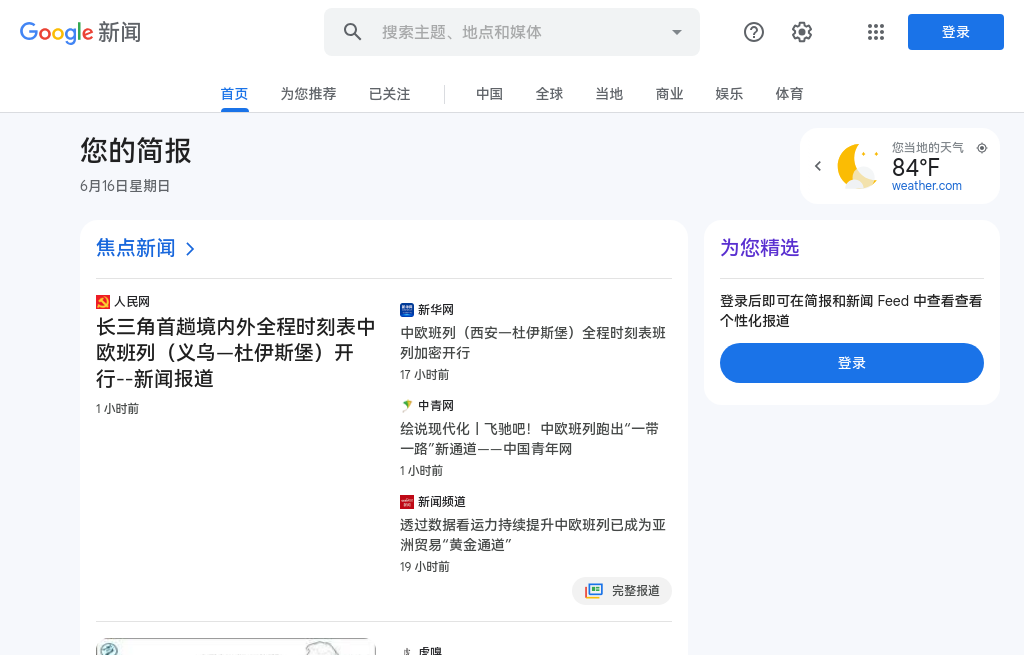 Google 新闻
搜索主题、地点和媒体
登录
首页
为您推荐
已关注
中国
全球
当地
商业
娱乐
体育
您的简报
6月16日星期日
您当地的天气
84°F
weather.com
焦点新闻
人民网
长三角首趟境内外全程时刻表中
欧班列（义乌—杜伊斯堡）开
行--新闻报道
1 小时前
新华网
中欧班列（西安—杜伊斯堡）全程时刻表班
列加密开行
17 小时前
中青网
绘说现代化丨飞驰吧！中欧班列跑出“一带
一路”新通道——中国青年网
1 小时前
新闻频道
透过数据看运力持续提升中欧班列已成为亚
洲贸易“黄金通道”
19 小时前
完整报道
虎嗅
为您精选
登录后即可在简报和新闻 Feed 中查看查看
个性化报道
登录